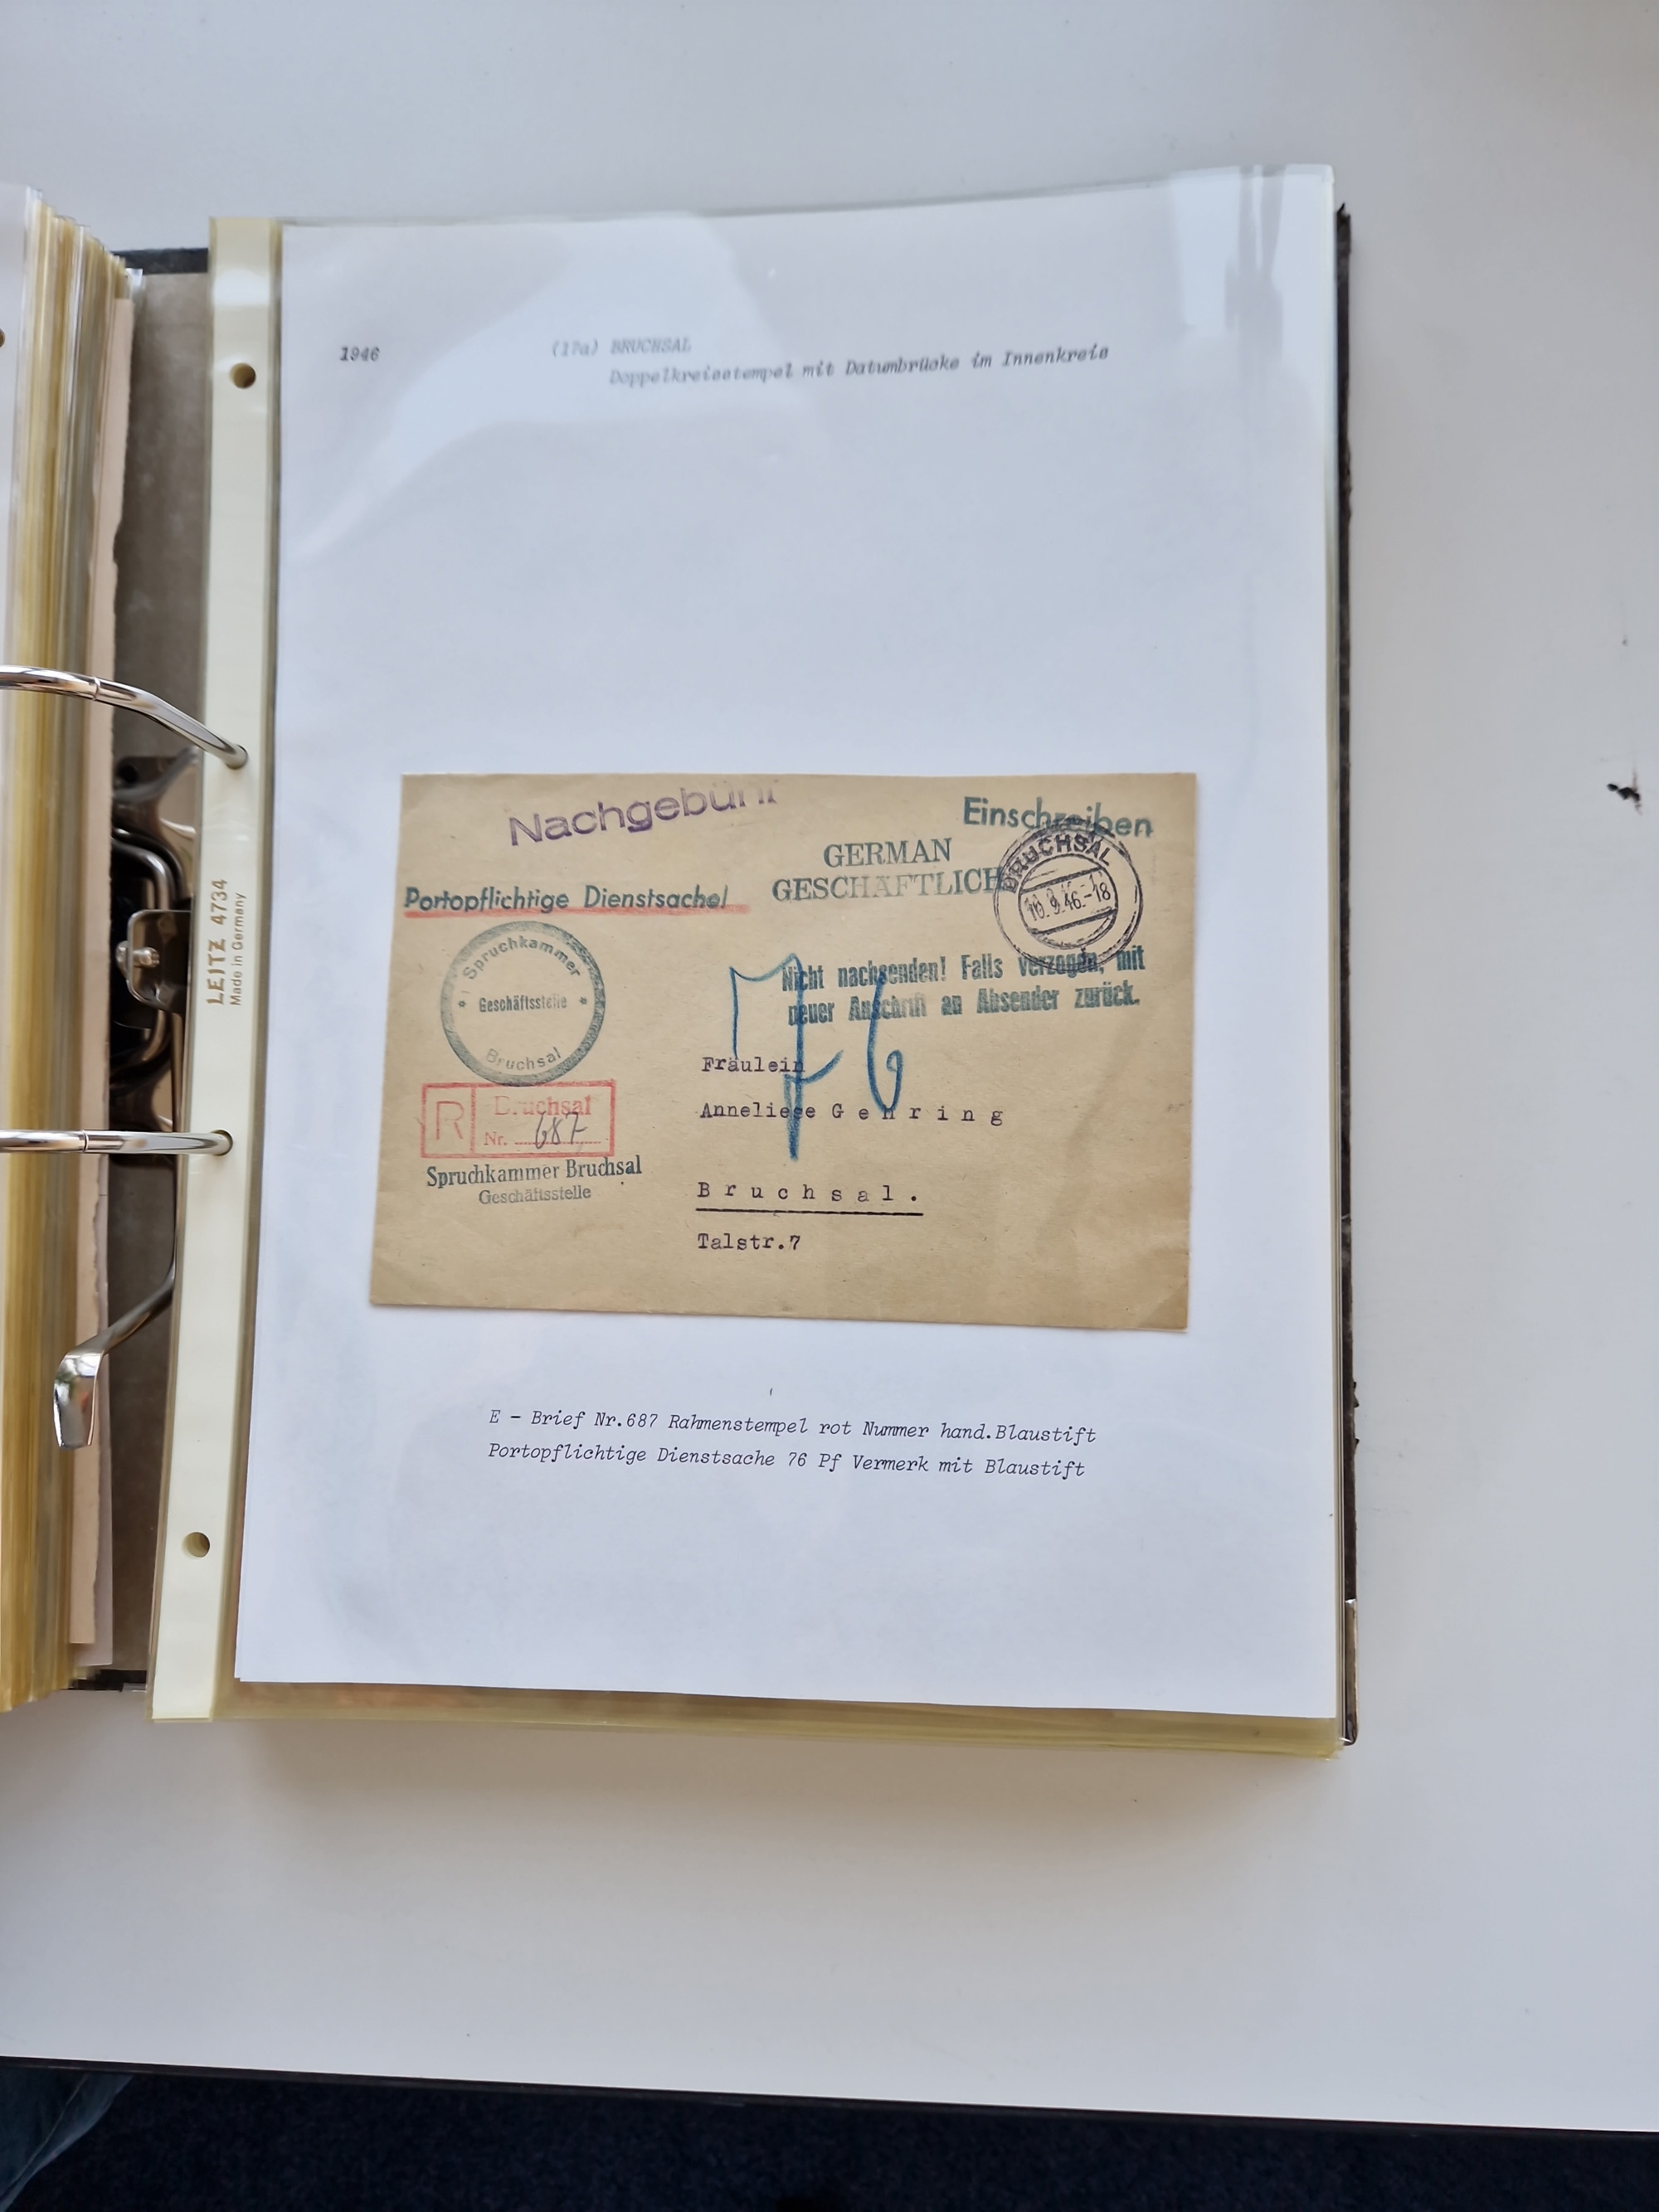 1946
(17a) BRUCHSAL
Doppelkreisstempel mit Datumbrücke im Innenkreis
LEITZ 4734
Made in Germany
Nachgebühr
Einschreiben
GERMAN
GESCHÄFTLICH
BRUCHSAL
10.9.46.-18
Portopflichtige Dienstsache!
Spruchkammer
Geschäftsstelle
Bruchsal
Nicht nachsenden! Falls verzogen, mit
neuer Anschrift an Absender zurück.
76
Fräulein
Anneliese Gehring
Bruchsal.
Talstr.7
R Bruchsal
Nr. 687
Spruchkammer Bruchsal
Geschäftsstelle
E - Brief Nr.687 Rahmenstempel rot Nummer hand.Blaustift
Portopflichtige Dienstsache 76 Pf Vermerk mit Blaustift